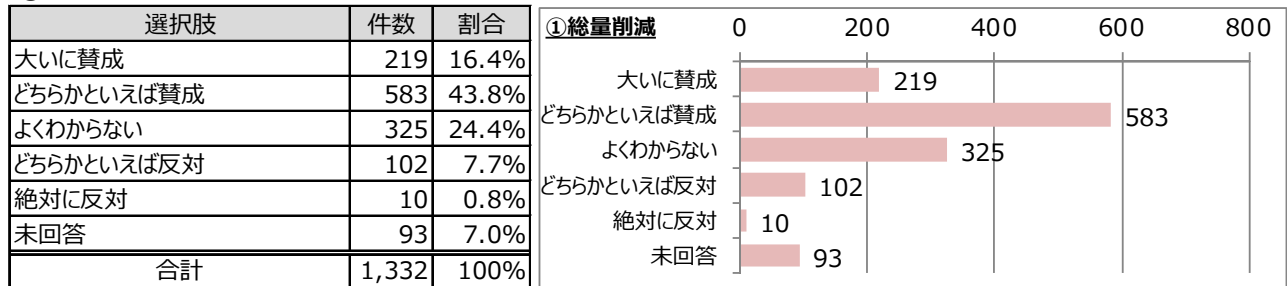 選択肢 件数 割合
大いに賛成 219 16.4%
どちらかといえば賛成 583 43.8%
よくわからない 325 24.4%
どちらかといえば反対 102 7.7%
絶対に反対 10 0.8%
未回答 93 7.0%
合計 1,332 100%
①総量削減 0 200 400 600 800
大いに賛成 219
どちらかといえば賛成 583
よくわからない 325
どちらかといえば反対 102
絶対に反対 10
未回答 93